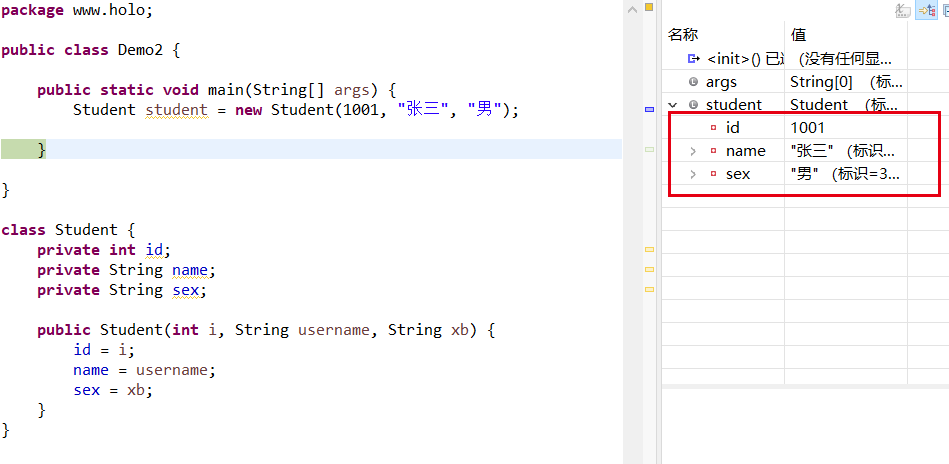 package www.holo;
public class Demo2 {
public static void main(String[] args) {
Student student = new Student(1001, "张三", "男");
}
}
class Student {
private int id;
private String name;
private String sex;
public Student(int i, String username, String xb) {
id = i;
name = username;
sex = xb;
}
}
名称 值
<init>() 已 (没有任何显...
args String[0] (标...
student Student (标...
id 1001
name "张三" (标识...
sex "男" (标识=3...